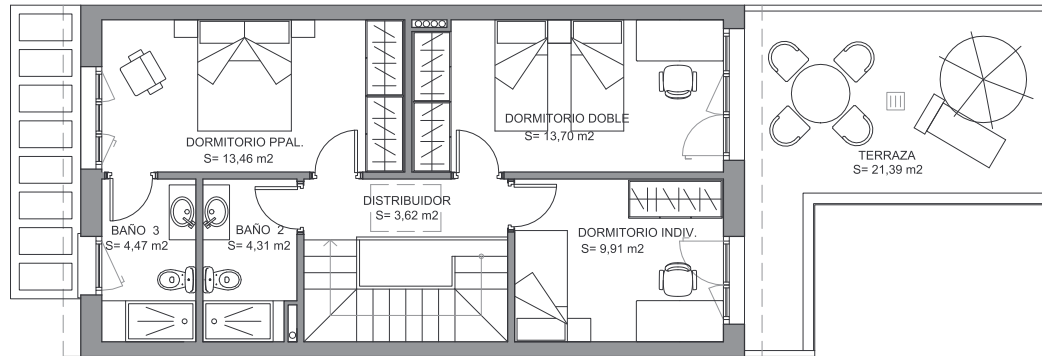 DORMITORIO PPAL.
S= 13,46 m2
DORMITORIO DOBLE
S= 13,70 m2
TERRAZA
S= 21,39 m2
BAÑO 3
S= 4,47 m2
BAÑO 2
S= 4,31 m2
DISTRIBUIDOR
S= 3,62 m2
DORMITORIO INDIV.
S= 9,91 m2